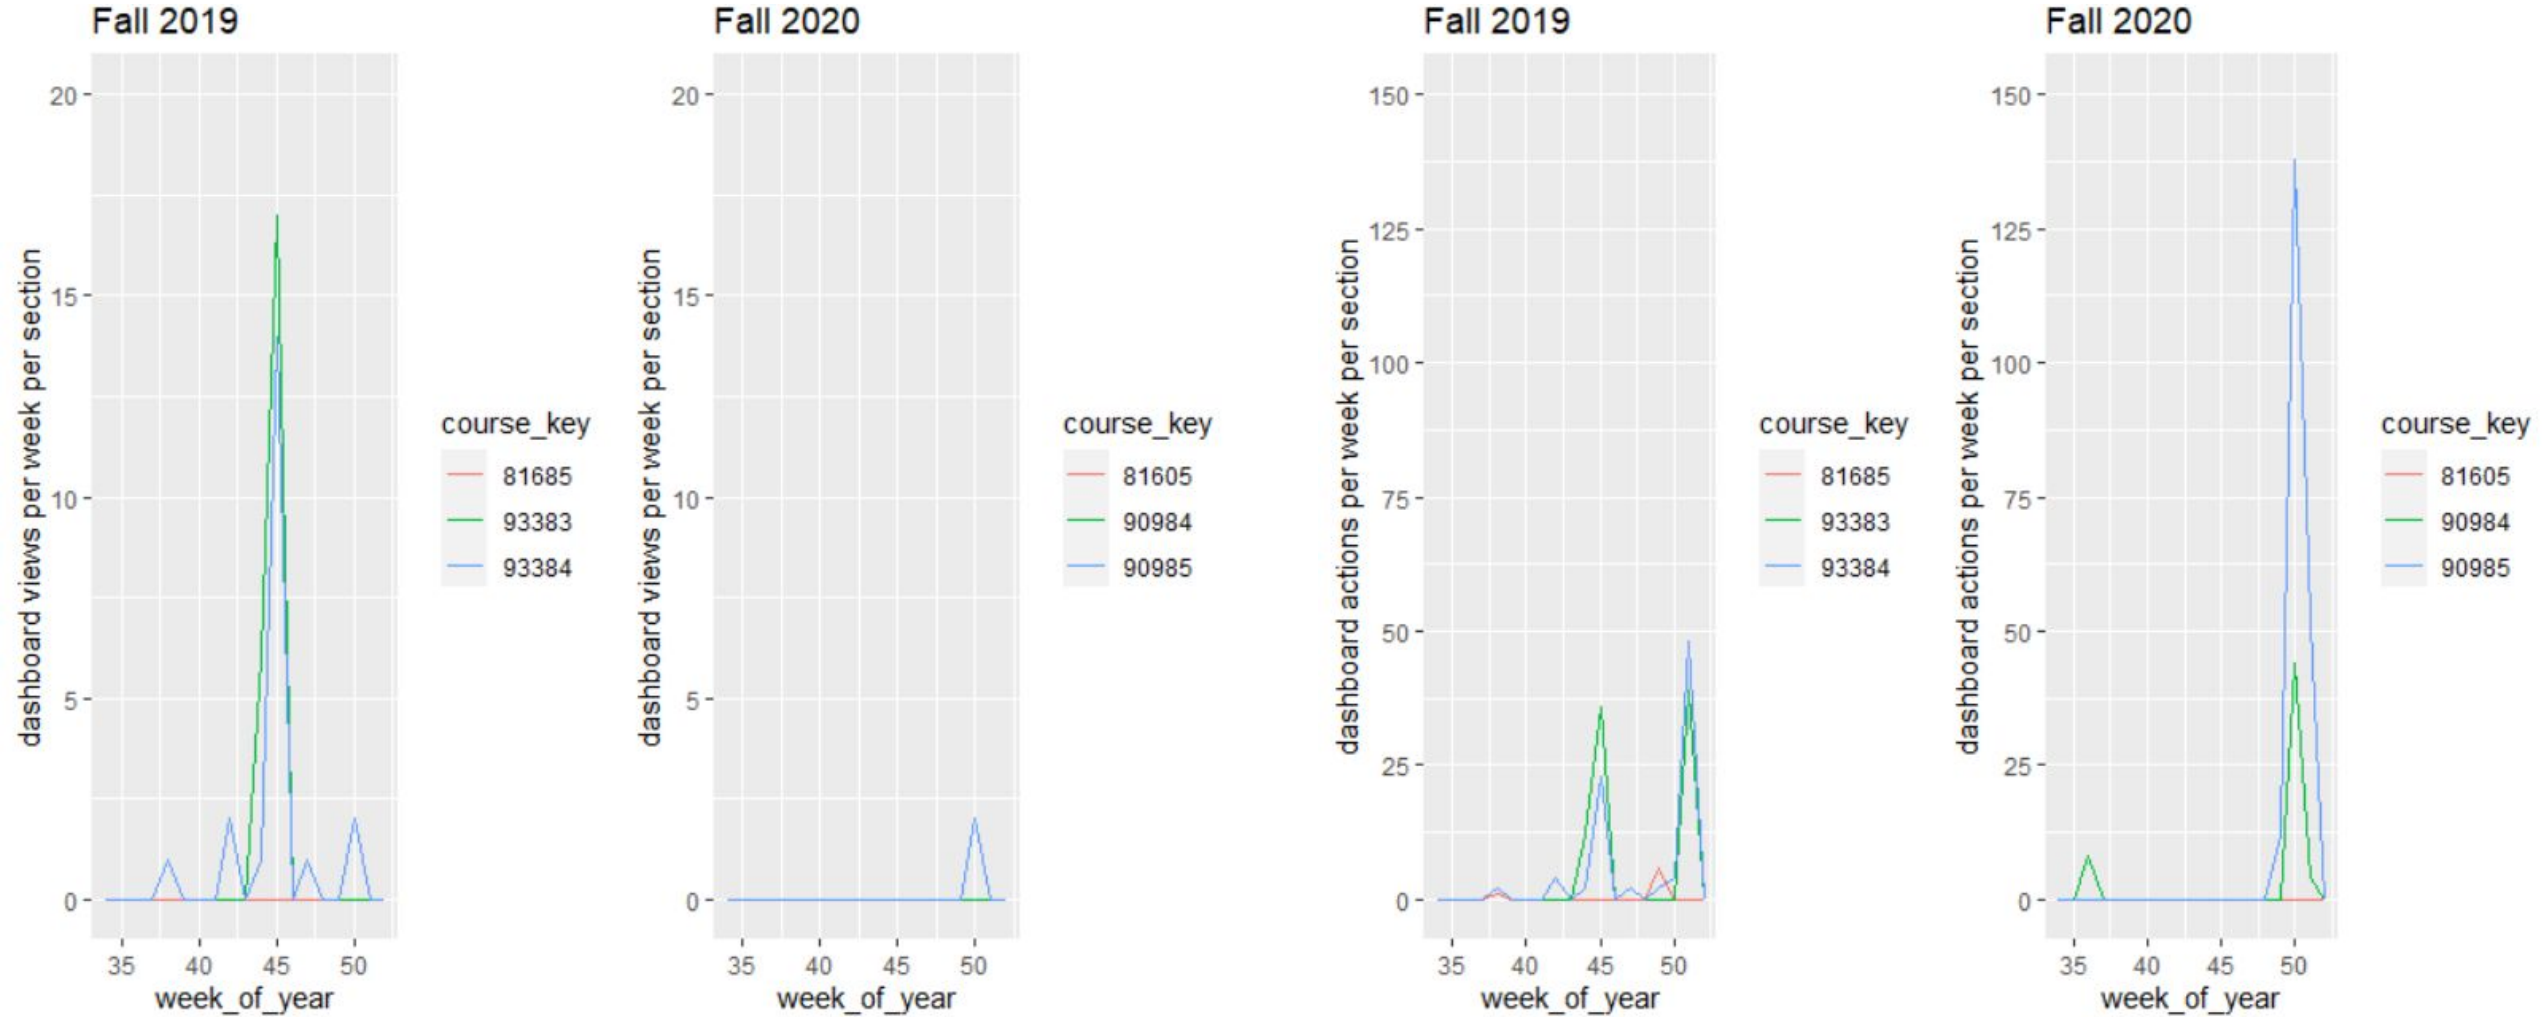 Fall 2019
dashboard views per week per section
20
15
10
5
0
35 40 45 50
week_of_year
course_key
81685
93383
93384
Fall 2020
dashboard views per week per section
20
15
10
5
0
35 40 45 50
week_of_year
course_key
81605
90984
90985
Fall 2019
dashboard actions per week per section
150
125
100
75
50
25
0
35 40 45 50
week_of_year
course_key
81685
93383
93384
Fall 2020
dashboard actions per week per section
150
125
100
75
50
25
0
35 40 45 50
week_of_year
course_key
81605
90984
90985